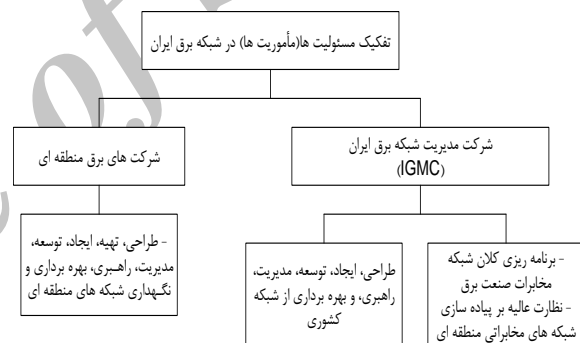 تفکیک مسئولیت ها(مأموریت ها) در شبکه برق ایران
شرکت مدیریت شبکه برق ایران
(IGMC)
شرکت های برق منطقه ای
- برنامه ریزی کلان شبکه
مخابرات صنعت برق
- نظارت عالیه بر پیاده سازی
شبکه های مخابراتی منطقه ای
طراحی، ایجاد، توسعه، مدیریت،
راهبری، و بهره برداری از شبکه
کشوری
- طراحی، تهیه، ایجاد، توسعه،
مدیریت، راهـبری، بهره برداری و
نگـهداری شبکه های منطقه ای
of